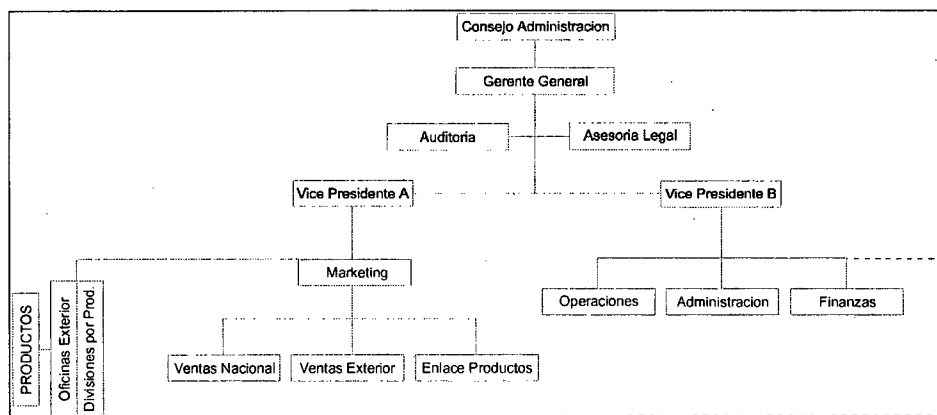 Consejo Administracion
Gerente General
Auditoria
Asesoria Legal
Vice Presidente A
Vice Presidente B
Marketing
Operaciones
Administracion
Finanzas
PRODUCTOS
Oficinas Exterior
Divisiones por Prod.
Ventas Nacional
Ventas Exterior
Enlace Productos